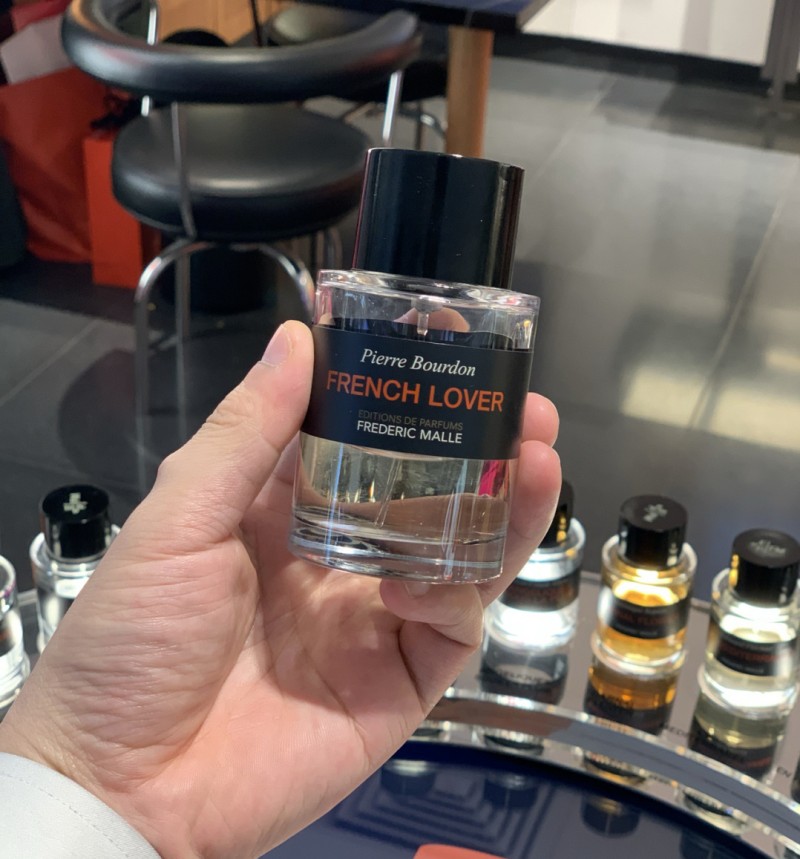 Pierre Bourdon
FRENCH LOVER
EDITIONS DE PARFUMS
FREDERIC MALLE